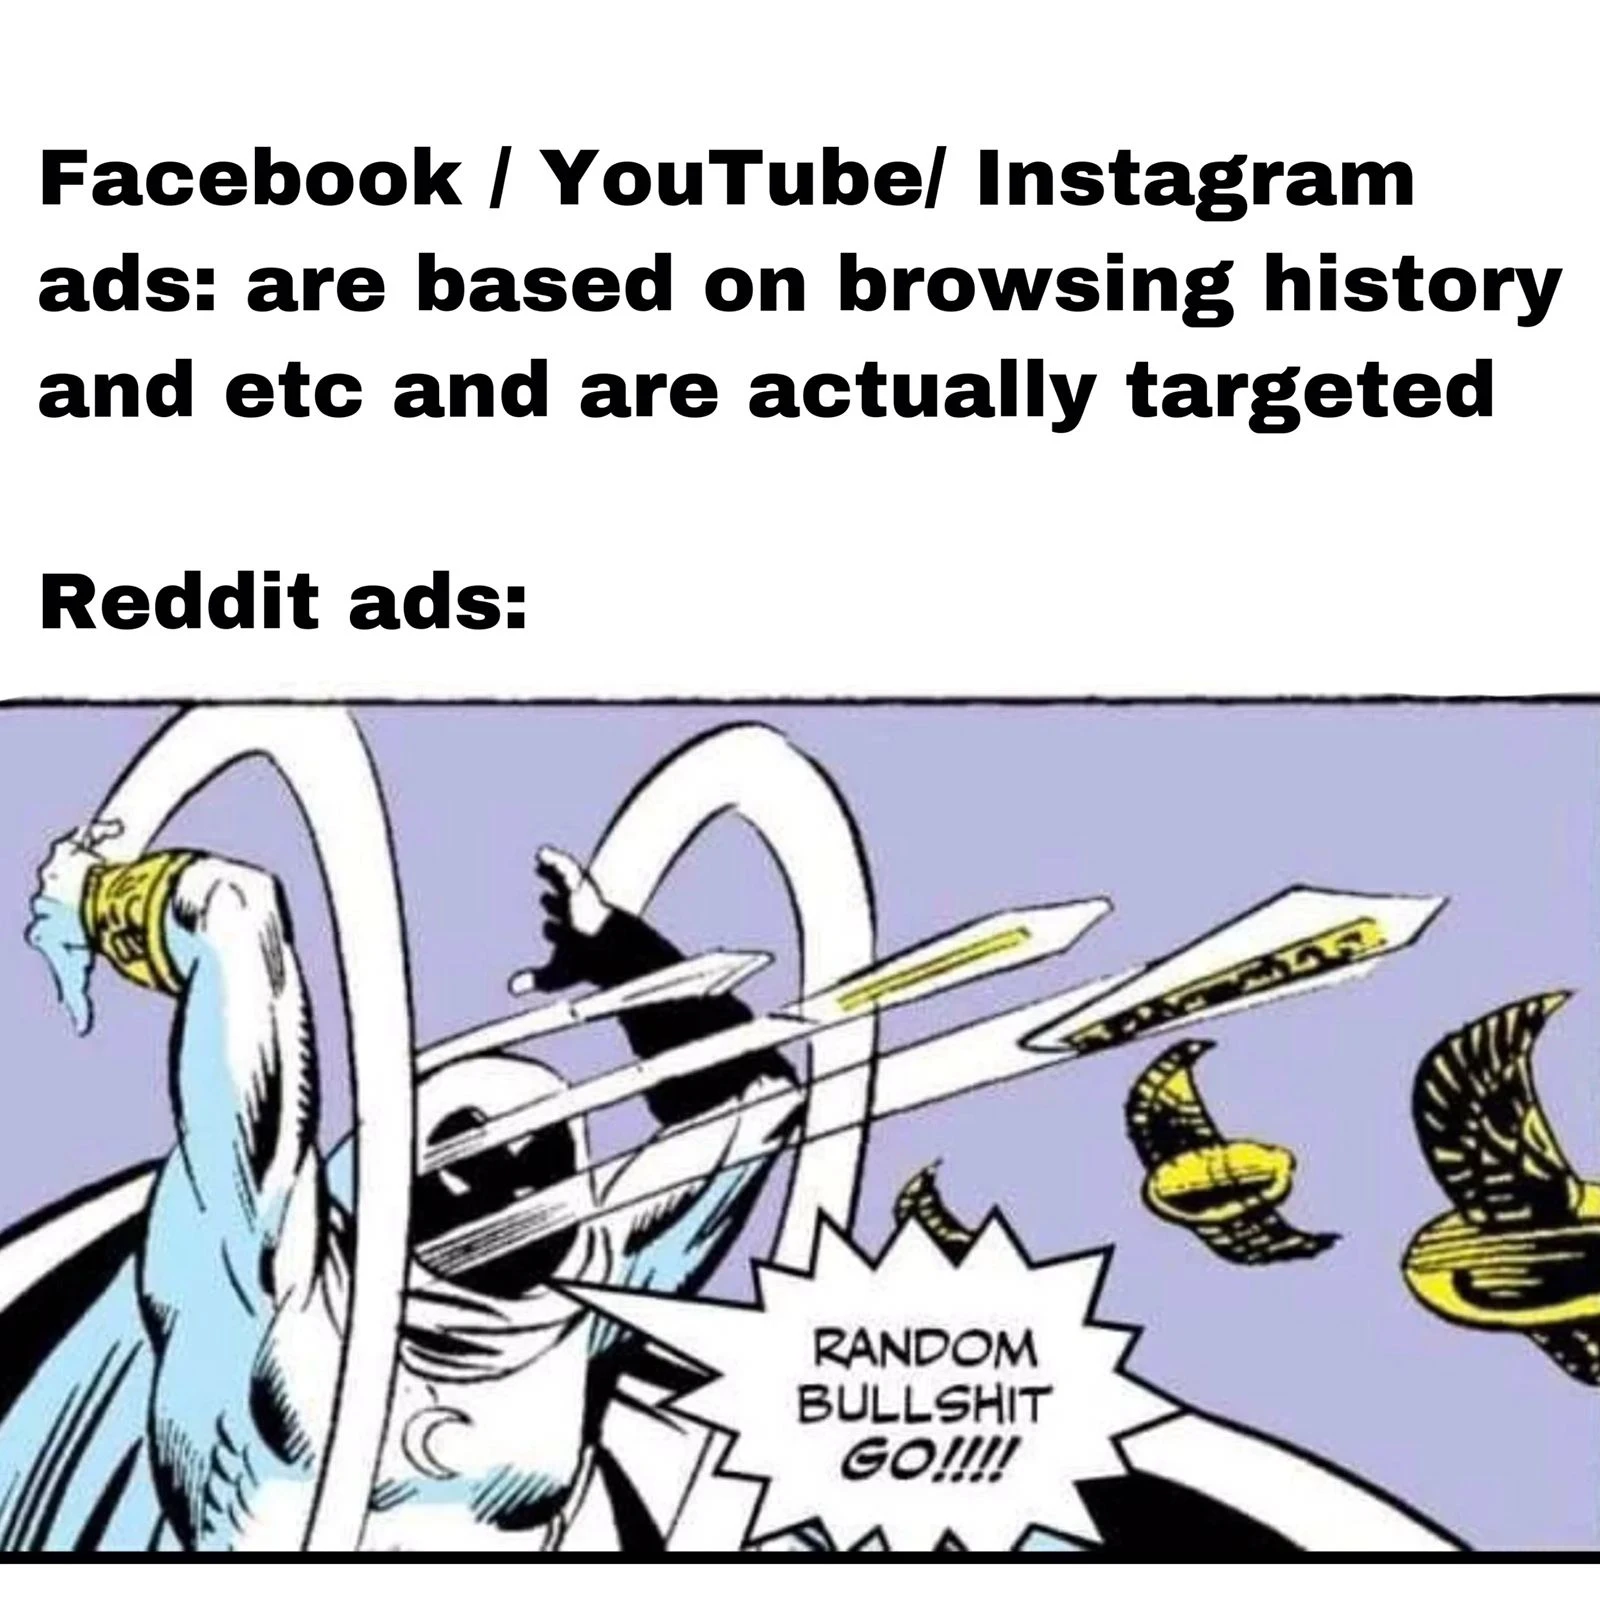 Facebook / YouTube/ Instagram
ads: are based on browsing history
and etc and are actually targeted
Reddit ads:
RANDOM
BULLSHIT
GO!!!!